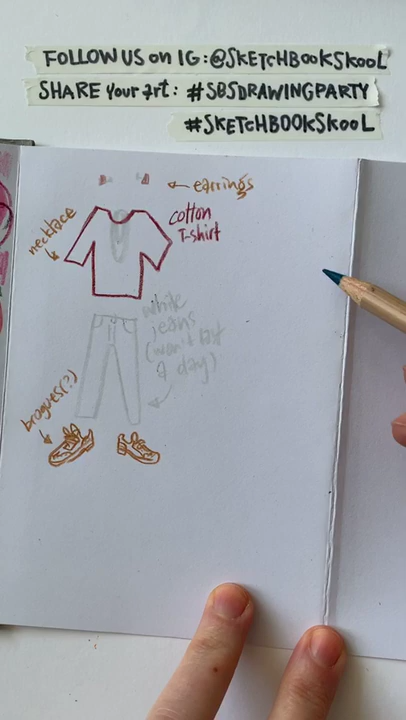 FOLLOW US on IG: @SKETCHBOOKSKOOL
SHARE your art: #SBSDRAWINGPARTY
#SKETCHBOOKSKOOL
earrings
necklace
cotton
T-shirt
white
jeans
(won't last
a day)
brogues(?)